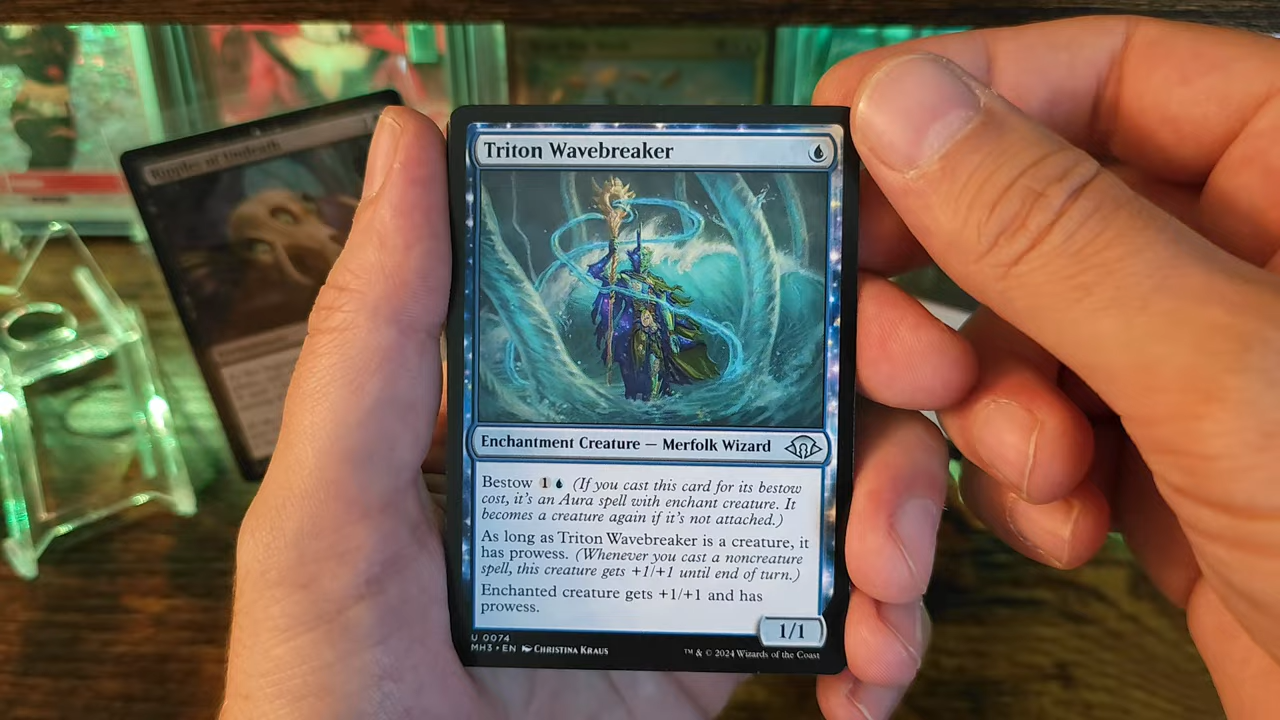 Ripples of Undeath
Triton Wavebreaker
Enchantment Creature — Merfolk Wizard
Bestow 1 (If you cast this card for its bestow
cost, it's an Aura spell with enchant creature. It
becomes a creature again if it's not attached.)
As long as Triton Wavebreaker is a creature, it
has prowess. (Whenever you cast a noncreature
spell, this creature gets +1/+1 until end of turn.)
Enchanted creature gets +1/+1 and has
prowess.
1/1
U 0074
MH3 • EN CHRISTINA KRAUS
™ & © 2024 Wizards of the Coast